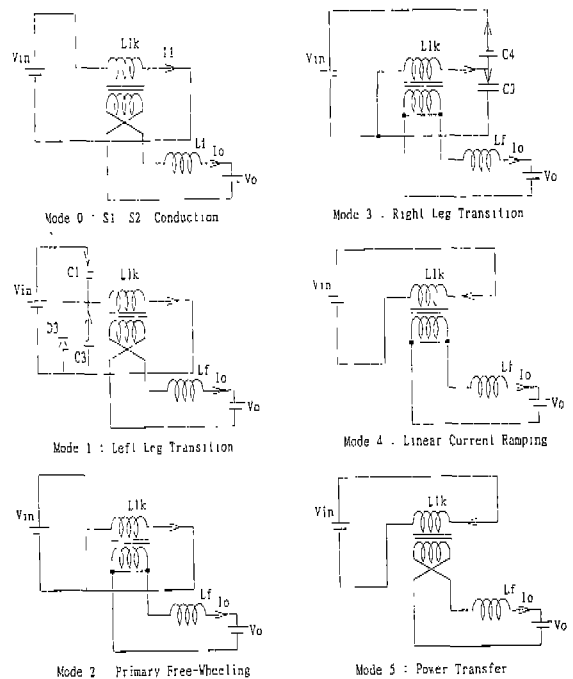 Vin
Llk
I1
Lf
Io
Vo
Mode 0 : S1 S2 Conduction
Vin
Llk
C4
C3
Lf
Io
Vo
Mode 3 . Right Leg Transition
C1
Vin
Llk
D3
C3
Lf
Io
Vo
Mode 1 : Left Leg Transition
Vin
Llk
Lf
Io
Vo
Mode 4 . Linear Current Ramping
Vin
Llk
Lf
Io
Vo
Mode 2 Primary Free-Wheeling
Vin
Llk
Lf
Io
Vo
Mode 5 : Power Transfer